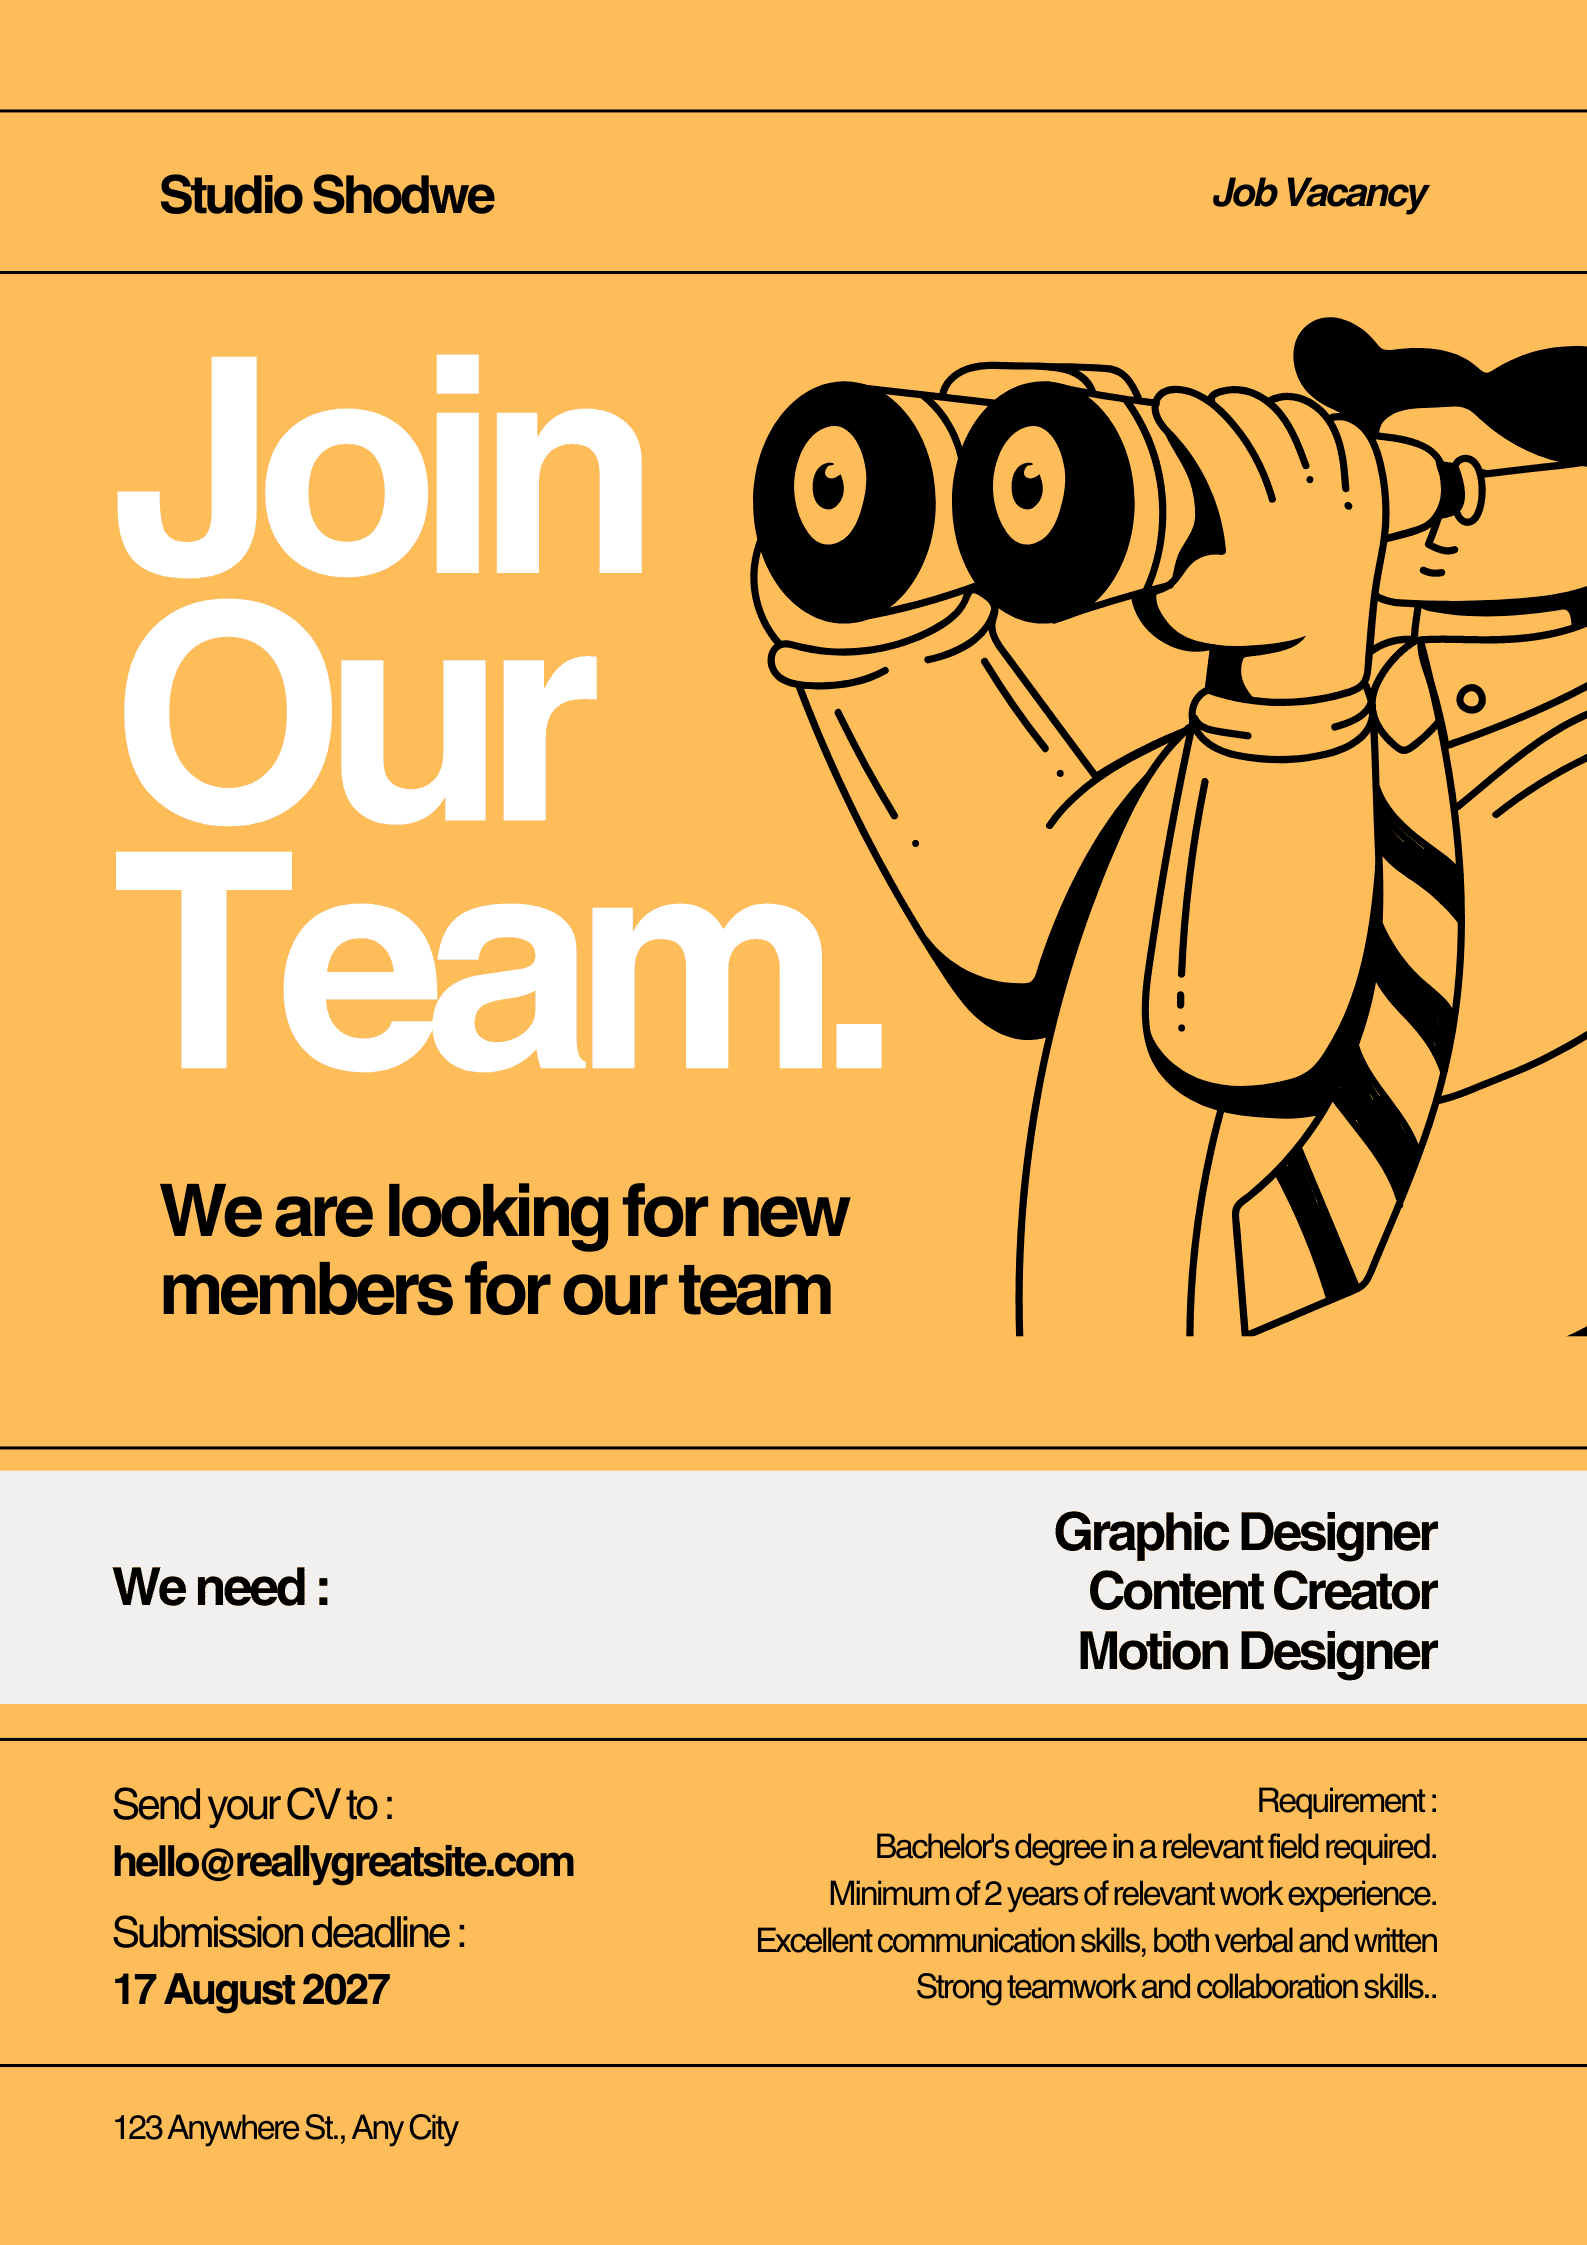 Studio Shodwe
Job Vacancy
Join
Our
Team.
We are looking for new
members for our team
We need :
Graphic Designer
Content Creator
Motion Designer
Send your CV to :
hello@reallygreatsite.com
Submission deadline :
17 August 2027
Requirement :
Bachelor's degree in a relevant field required.
Minimum of 2 years of relevant work experience.
Excellent communication skills, both verbal and written
Strong teamwork and collaboration skills..
123 Anywhere St., Any City